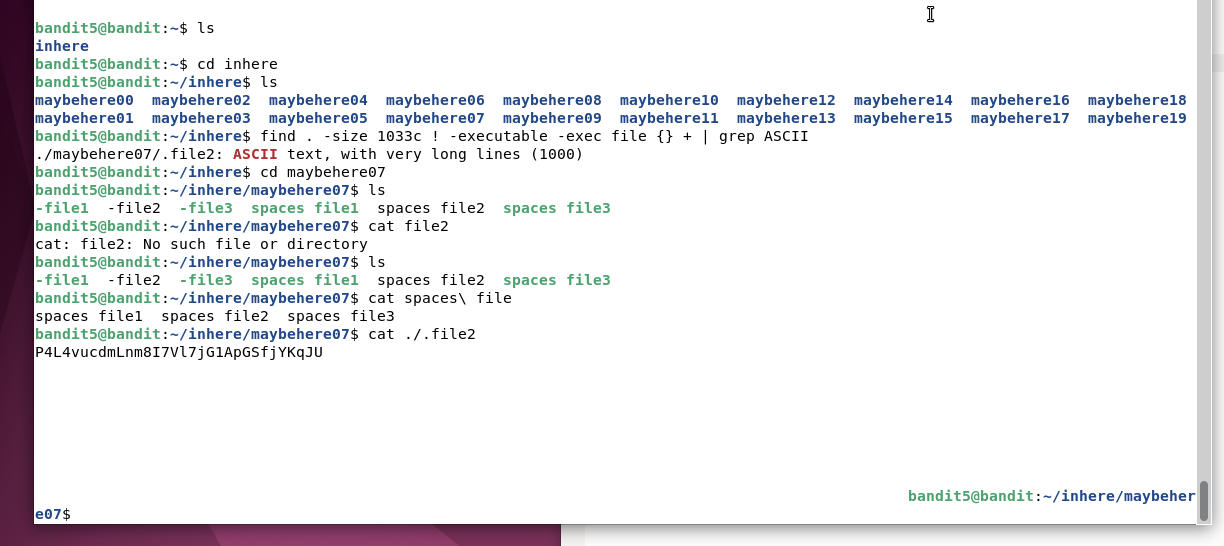 bandit5@bandit:~$ ls
inhere
bandit5@bandit:~$ cd inhere
bandit5@bandit:~/inhere$ ls
maybehere00  maybehere02  maybehere04  maybehere06  maybehere08  maybehere10  maybehere12  maybehere14  maybehere16  maybehere18
maybehere01  maybehere03  maybehere05  maybehere07  maybehere09  maybehere11  maybehere13  maybehere15  maybehere17  maybehere19
bandit5@bandit:~/inhere$ find . -size 1033c ! -executable -exec file {} + | grep ASCII
./maybehere07/.file2: ASCII text, with very long lines (1000)
bandit5@bandit:~/inhere$ cd maybehere07
bandit5@bandit:~/inhere/maybehere07$ ls
-file1  -file2  -file3  spaces file1  spaces file2  spaces file3
bandit5@bandit:~/inhere/maybehere07$ cat file2
cat: file2: No such file or directory
bandit5@bandit:~/inhere/maybehere07$ ls
-file1  -file2  -file3  spaces file1  spaces file2  spaces file3
bandit5@bandit:~/inhere/maybehere07$ cat spaces\ file
spaces file1  spaces file2  spaces file3
bandit5@bandit:~/inhere/maybehere07$ cat ./.file2
P4L4vucdmLnm8I7Vl7jG1ApGSfjYKqJU
bandit5@bandit:~/inhere/maybeher
e07$